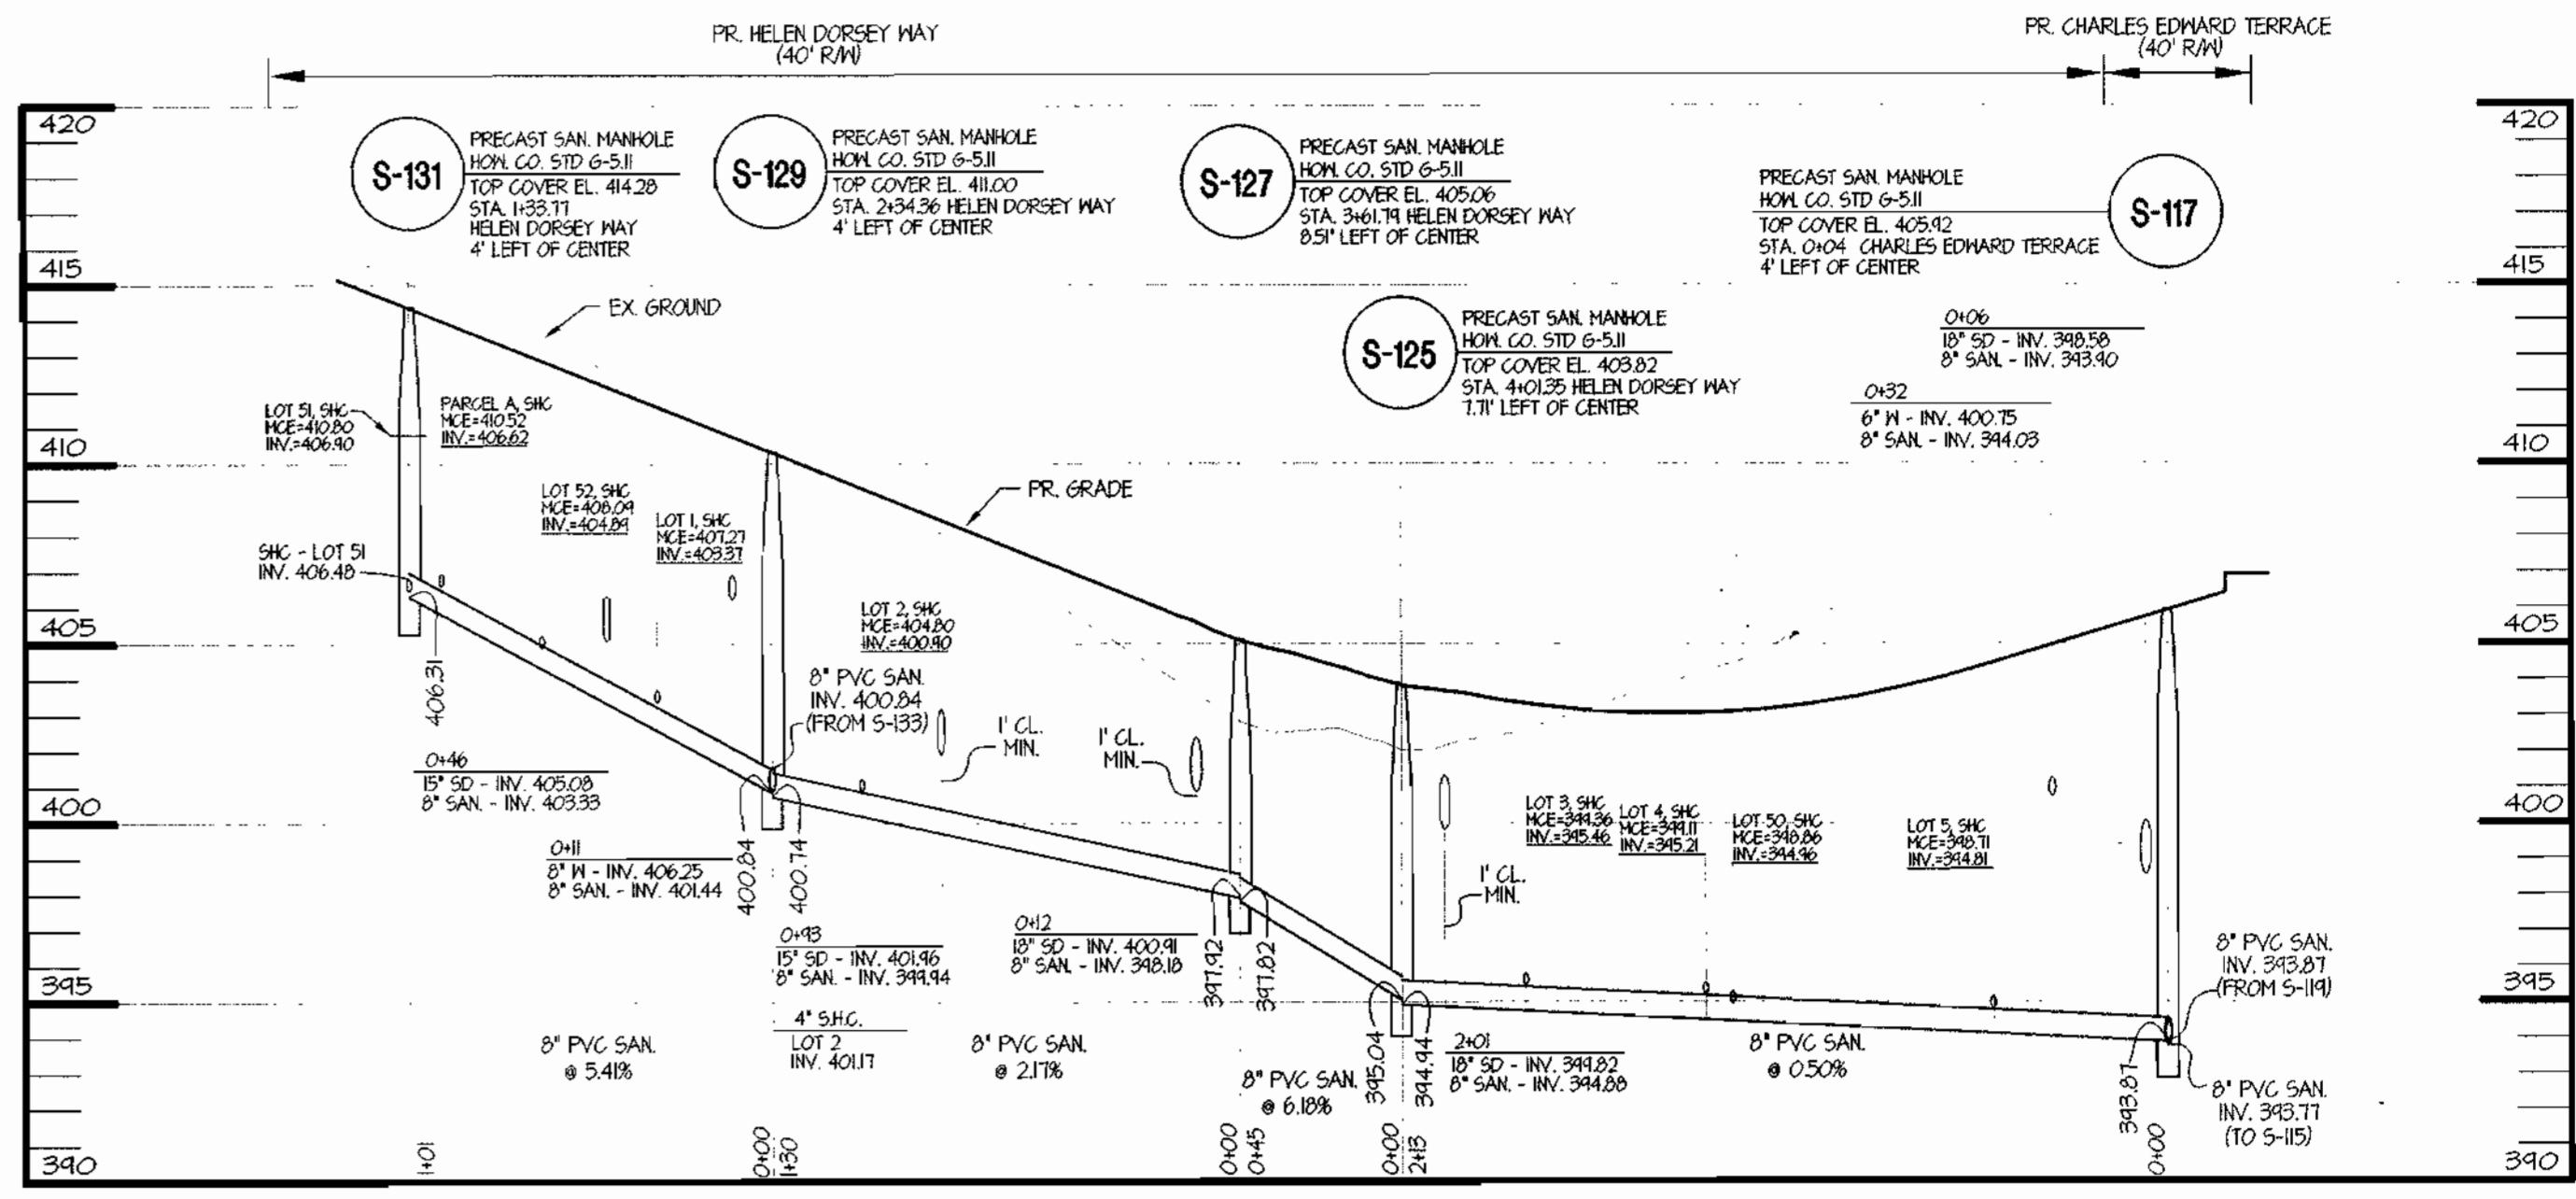 PR. HELEN DORSEY WAY
(40' R/W)
PR. CHARLES EDWARD TERRACE
(40' R/W)
420
415
410
405
400
395
390
S-131
PRECAST SAN. MANHOLE
HOW. CO. STD G-5.11
TOP COVER EL. 414.28
STA. 1+33.77
HELEN DORSEY WAY
4' LEFT OF CENTER
S-129
PRECAST SAN. MANHOLE
HOW. CO. STD G-5.11
TOP COVER EL. 411.00
STA. 2+34.36 HELEN DORSEY WAY
4' LEFT OF CENTER
S-127
PRECAST SAN. MANHOLE
HOW. CO. STD G-5.11
TOP COVER EL. 405.06
STA. 3+61.79 HELEN DORSEY WAY
8.51' LEFT OF CENTER
PRECAST SAN. MANHOLE
HOW. CO. STD G-5.11
TOP COVER EL. 405.92
STA. 0+04 CHARLES EDWARD TERRACE
4' LEFT OF CENTER
S-117
S-125
PRECAST SAN. MANHOLE
HOW. CO. STD G-5.11
TOP COVER EL. 403.82
STA. 4+01.35 HELEN DORSEY WAY
7.71' LEFT OF CENTER
0+06
18" SD - INV. 398.58
8" SAN. - INV. 393.90
0+32
6" W - INV. 400.75
8" SAN. - INV. 394.03
EX. GROUND
PR. GRADE
LOT 51, SHC
MCE=410.80
INV.=406.90
PARCEL A, SHC
MCE=410.52
INV.=406.62
LOT 52, SHC
MCE=408.09
INV.=404.89
LOT 1, SHC
MCE=407.27
INV.=403.37
SHC - LOT 51
INV. 406.48
LOT 2, SHC
MCE=404.80
INV.=400.90
8" PVC SAN.
INV. 400.84
(FROM S-133)
1' CL.
MIN.
1' CL.
MIN.
406.31
0+46
15" SD - INV. 405.08
8" SAN. - INV. 403.33
0+11
8" W - INV. 406.25
8" SAN. - INV. 401.44
400.84
400.74
0+93
15" SD - INV. 401.96
8" SAN. - INV. 399.94
4" S.H.C.
LOT 2
INV. 401.17
0+12
18" SD - INV. 400.91
8" SAN. - INV. 398.18
397.92
397.82
LOT 3, SHC
MCE=399.36
INV.=395.46
LOT 4, SHC
MCE=399.11
INV.=395.21
LOT 50, SHC
MCE=398.86
INV.=394.96
LOT 5, SHC
MCE=398.71
INV.=394.81
1' CL.
MIN.
8" PVC SAN.
INV. 393.87
(FROM S-119)
8" PVC SAN.
@ 5.41%
8" PVC SAN.
@ 2.17%
8" PVC SAN.
@ 6.18%
395.04
394.94
2+01
18" SD - INV. 399.82
8" SAN. - INV. 394.88
8" PVC SAN.
@ 0.50%
393.87
8" PVC SAN.
INV. 393.77
(TO S-115)
1+01
0+00
1+30
0+00
0+45
0+00
2+13
0+00
420
415
410
405
400
395
390